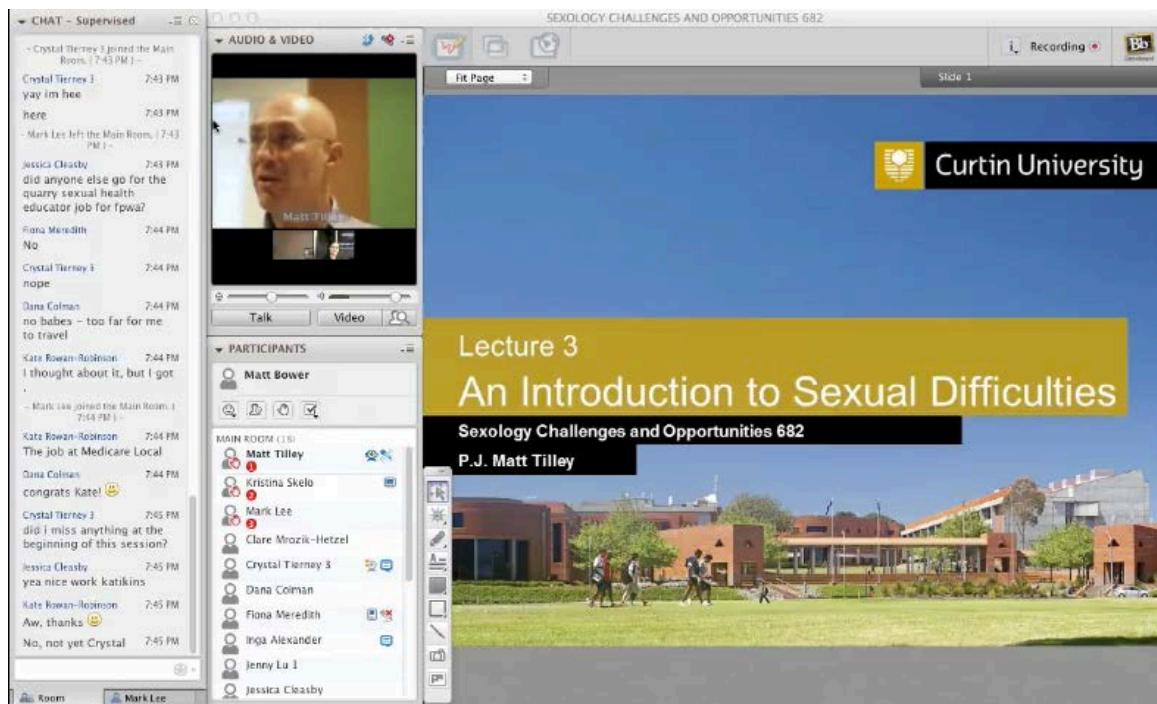 CHAT - Supervised
- Crystal Tierney 3 joined the Main
Room. ( 7:43 PM ) -
Crystal Tierney 3 7:43 PM
yay im hee
here 7:43 PM
- Mark Lee left the Main Room. ( 7:43
PM ) -
Jessica Cleasby 7:43 PM
did anyone else go for the
quarry sexual health
educator job for fpwa?
Fiona Meredith 7:44 PM
No
Crystal Tierney 3 7:44 PM
nope
Dana Colman 7:44 PM
no babes - too far for me
to travel
Kate Rowan-Robinson 7:44 PM
I thought about it, but I got
.
- Mark Lee joined the Main Room. (
7:44 PM ) -
Kate Rowan-Robinson 7:44 PM
The job at Medicare Local
Dana Colman 7:44 PM
congrats Kate!
Crystal Tierney 3 7:45 PM
did i miss anything at the
beginning of this session?
Jessica Cleasby 7:45 PM
yea nice work katikins
Kate Rowan-Robinson 7:45 PM
Aw, thanks
No, not yet Crystal 7:45 PM
Room
Mark Lee
SEXOLOGY CHALLENGES AND OPPORTUNITIES 682
AUDIO & VIDEO
Matt Tilley
Talk
Video
PARTICIPANTS
Matt Bower
MAIN ROOM (18)
Matt Tilley
1
Kristina Skelo
2
Mark Lee
3
Clare Mrozik-Hetzel
Crystal Tierney 3
Dana Colman
Fiona Meredith
Inga Alexander
Jenny Lu 1
Jessica Cleasby
Recording
Bb
Fit Page
Slide 1
Curtin University
Lecture 3
An Introduction to Sexual Difficulties
Sexology Challenges and Opportunities 682
P.J. Matt Tilley